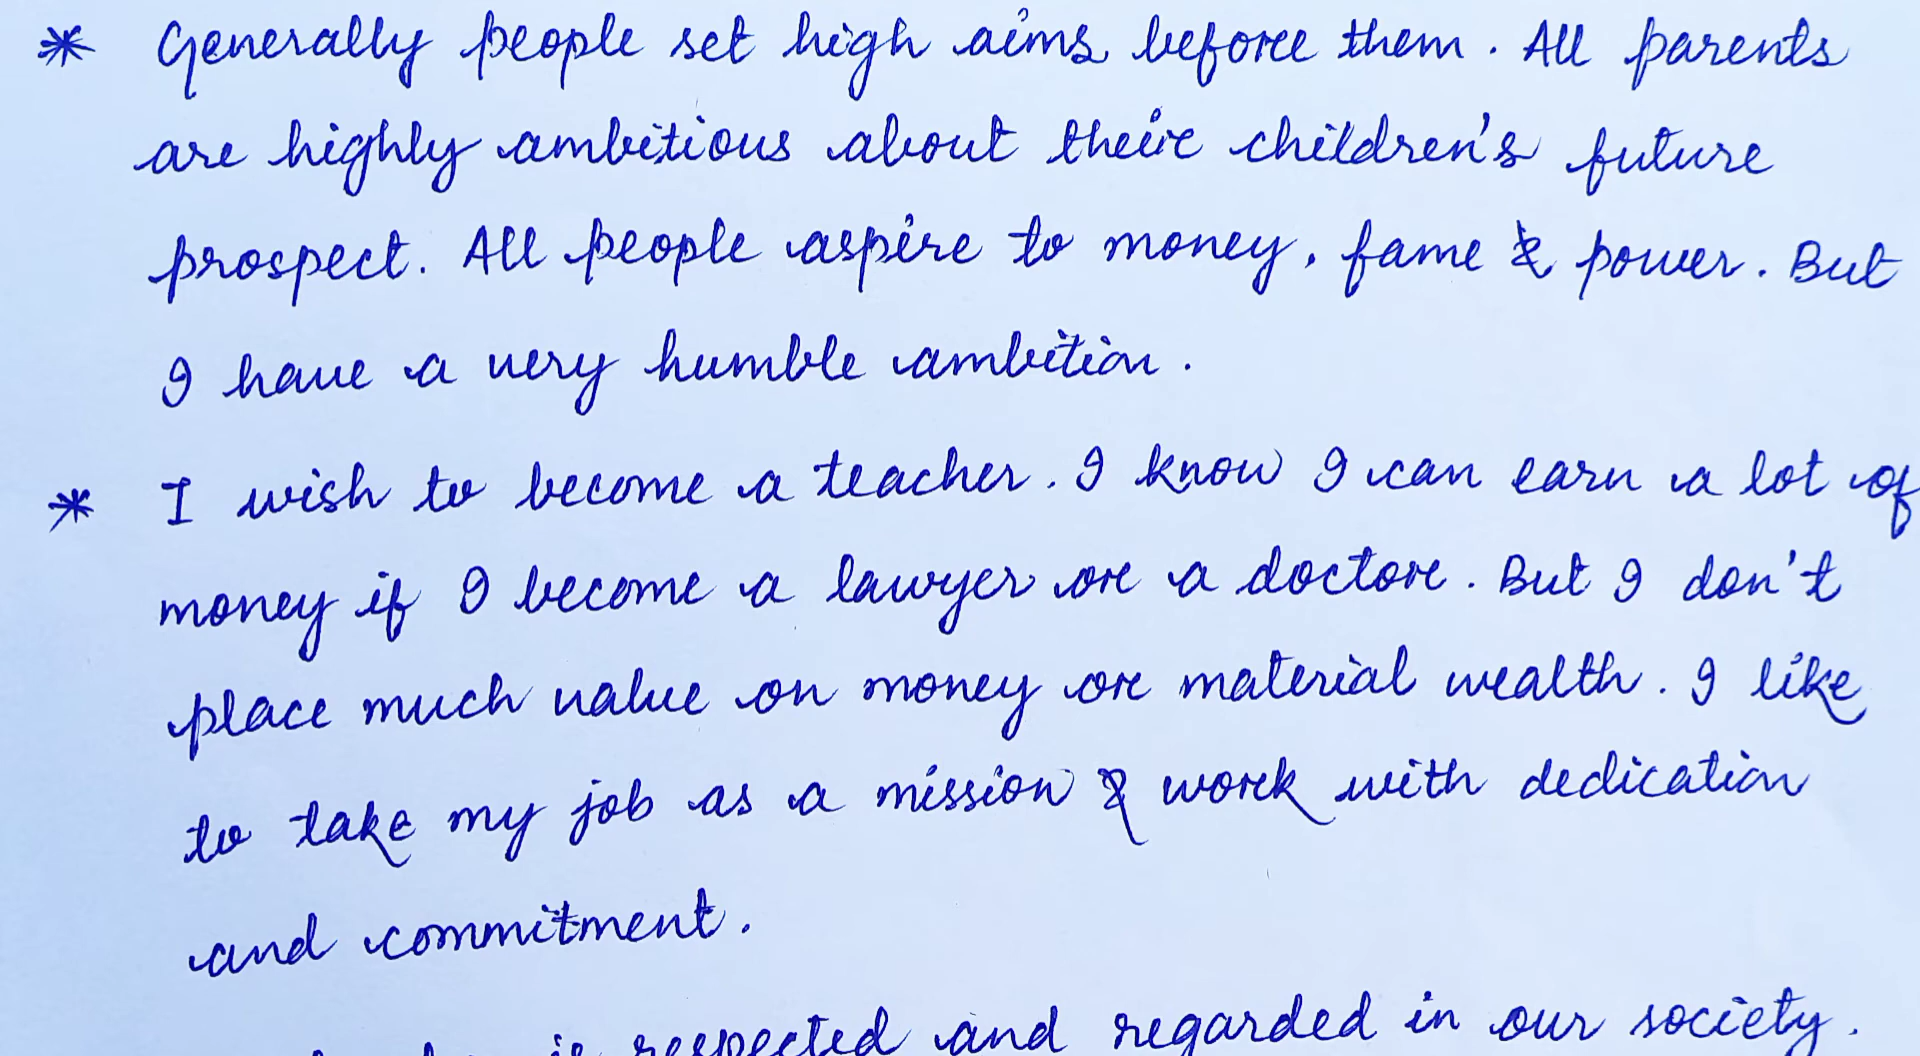 * Generally people set high aims before them. All parents
are highly ambitious about their children's future
prospect. All people aspire to money, fame & power. But
I have a very humble ambition.
* I wish to become a teacher. I know I can earn a lot of
money if I become a lawyer or a doctor. But I don't
place much value on money or material wealth. I like
to take my job as a mission & work with dedication
and commitment.
is respected and regarded in our society.